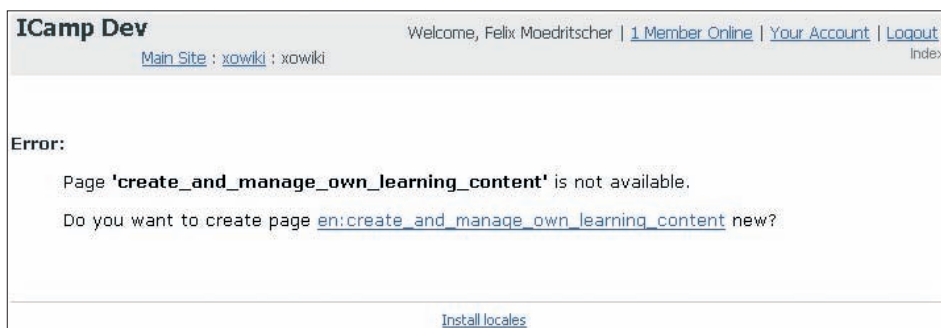 ICamp Dev
Welcome, Felix Moedritscher | 1 Member Online | Your Account | Logout
Main Site : xowiki : xowiki
Index
Error:
Page 'create_and_manage_own_learning_content' is not available.
Do you want to create page en:create_and_manage_own_learning_content new?
Install locales